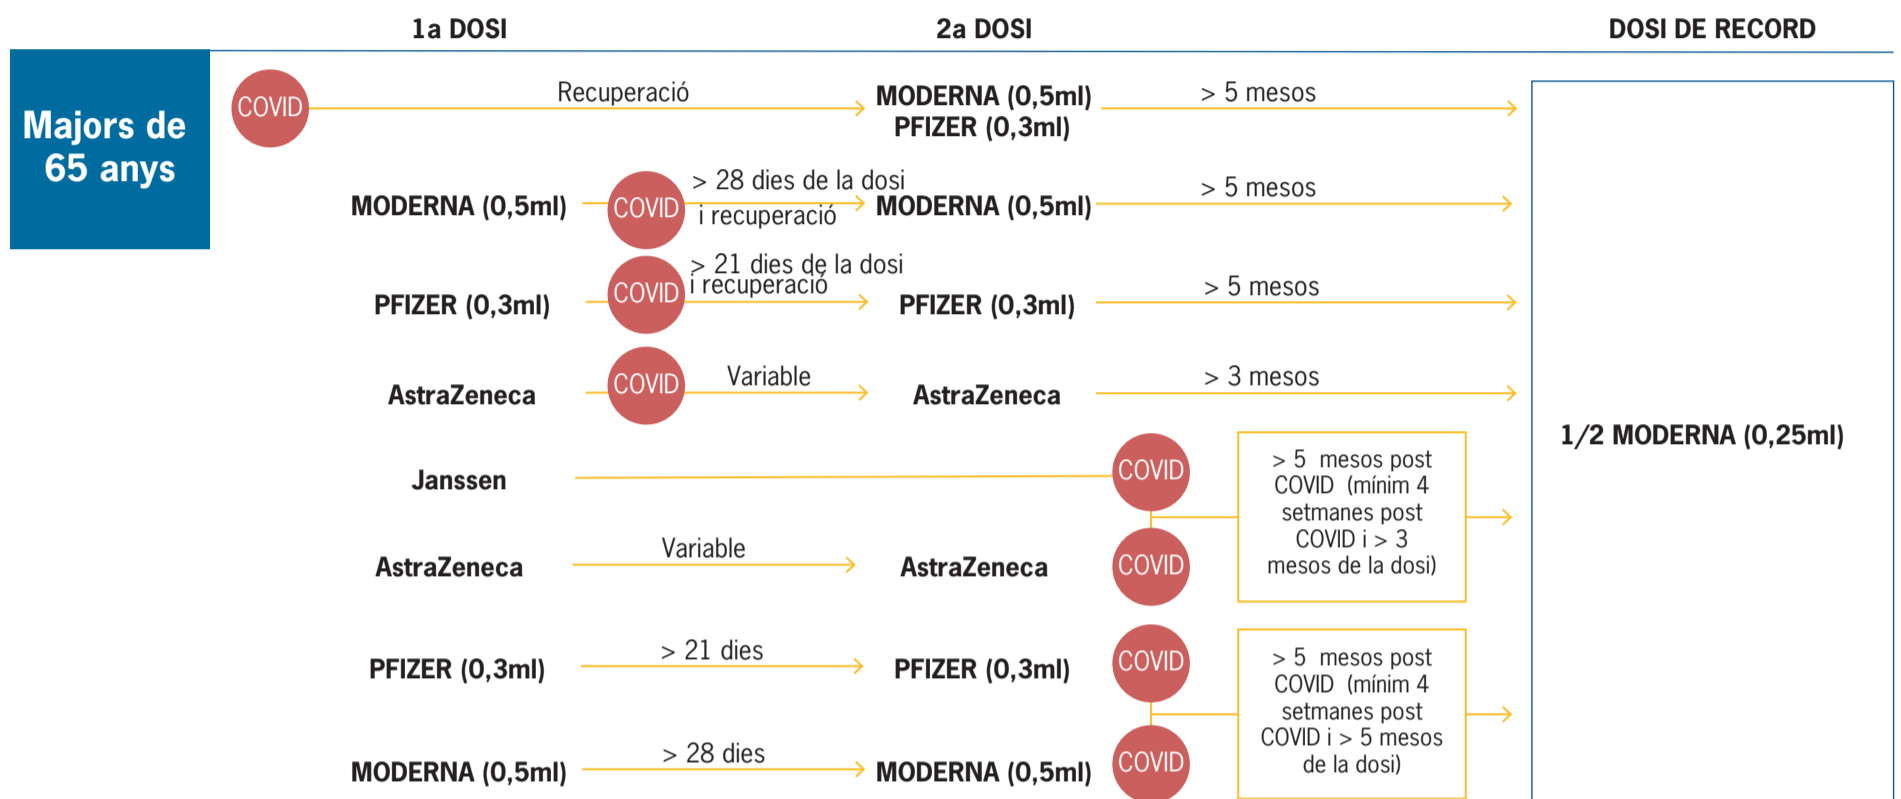 1a DOSI
2a DOSI
DOSI DE RECORD
Majors de
65 anys
COVID
Recuperació
MODERNA (0,5ml)
PFIZER (0,3ml)
> 5 mesos
MODERNA (0,5ml)
COVID
> 28 dies de la dosi
i recuperació
MODERNA (0,5ml)
> 5 mesos
PFIZER (0,3ml)
COVID
> 21 dies de la dosi
i recuperació
PFIZER (0,3ml)
> 5 mesos
AstraZeneca
COVID
Variable
AstraZeneca
> 3 mesos
Janssen
COVID
AstraZeneca
Variable
AstraZeneca
COVID
> 5 mesos post
COVID (mínim 4
setmanes post
COVID i > 3
mesos de la dosi)
PFIZER (0,3ml)
> 21 dies
PFIZER (0,3ml)
COVID
MODERNA (0,5ml)
> 28 dies
MODERNA (0,5ml)
COVID
> 5 mesos post
COVID (mínim 4
setmanes post
COVID i > 5 mesos
de la dosi)
1/2 MODERNA (0,25ml)